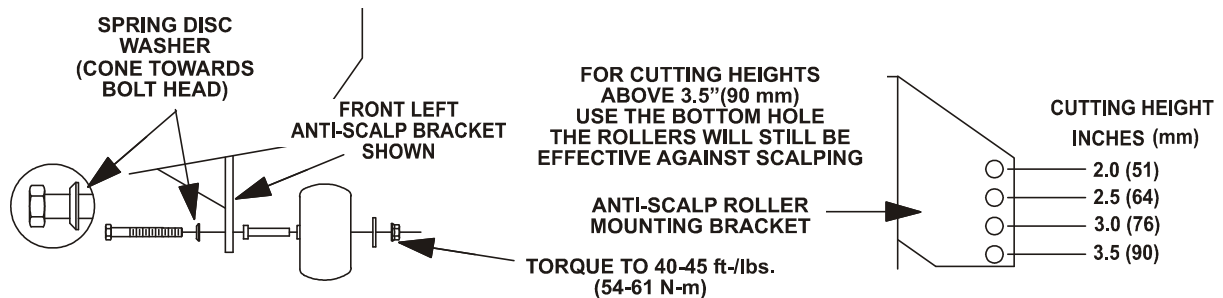 SPRING DISC
WASHER
(CONE TOWARDS
BOLT HEAD)
FRONT LEFT
ANTI-SCALP BRACKET
SHOWN
TORQUE TO 40-45 ft-/lbs.
(54-61 N-m)
FOR CUTTING HEIGHTS
ABOVE 3.5”(90 mm)
USE THE BOTTOM HOLE
THE ROLLERS WILL STILL BE
EFFECTIVE AGAINST SCALPING
ANTI-SCALP ROLLER
MOUNTING BRACKET
CUTTING HEIGHT
INCHES (mm)
2.0 (51)
2.5 (64)
3.0 (76)
3.5 (90)